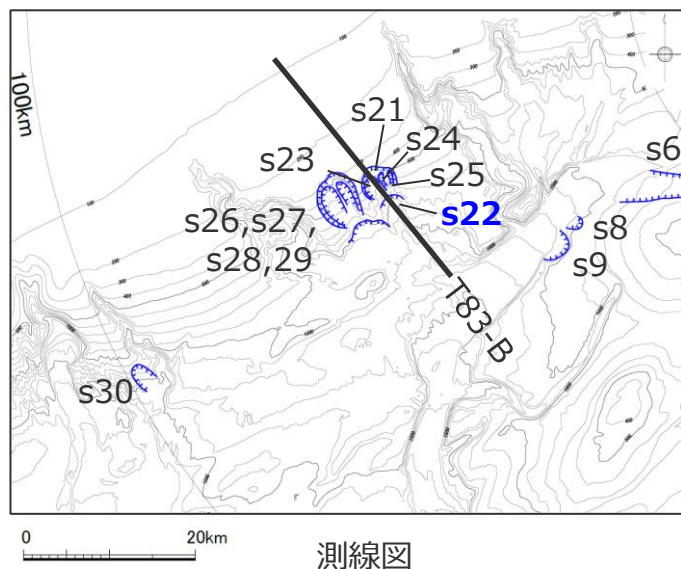 100km
s21
s24
s23
s25
s6
s22
s26,s27,
s28,29
s8
s9
T83-B
s30
0
20km
測線図